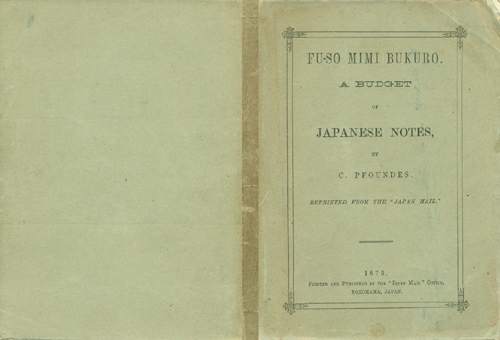 FU-SO MIMI BUKURO.
A BUDGET
OF
JAPANESE NOTES,
BY
C. PFOUNDES.
REPRINTED FROM THE "JAPAN MAIL."
1875.
PRINTED AND PUBLISHED AT THE "JAPAN MAIL" OFFICE,
YOKOHAMA, JAPAN.